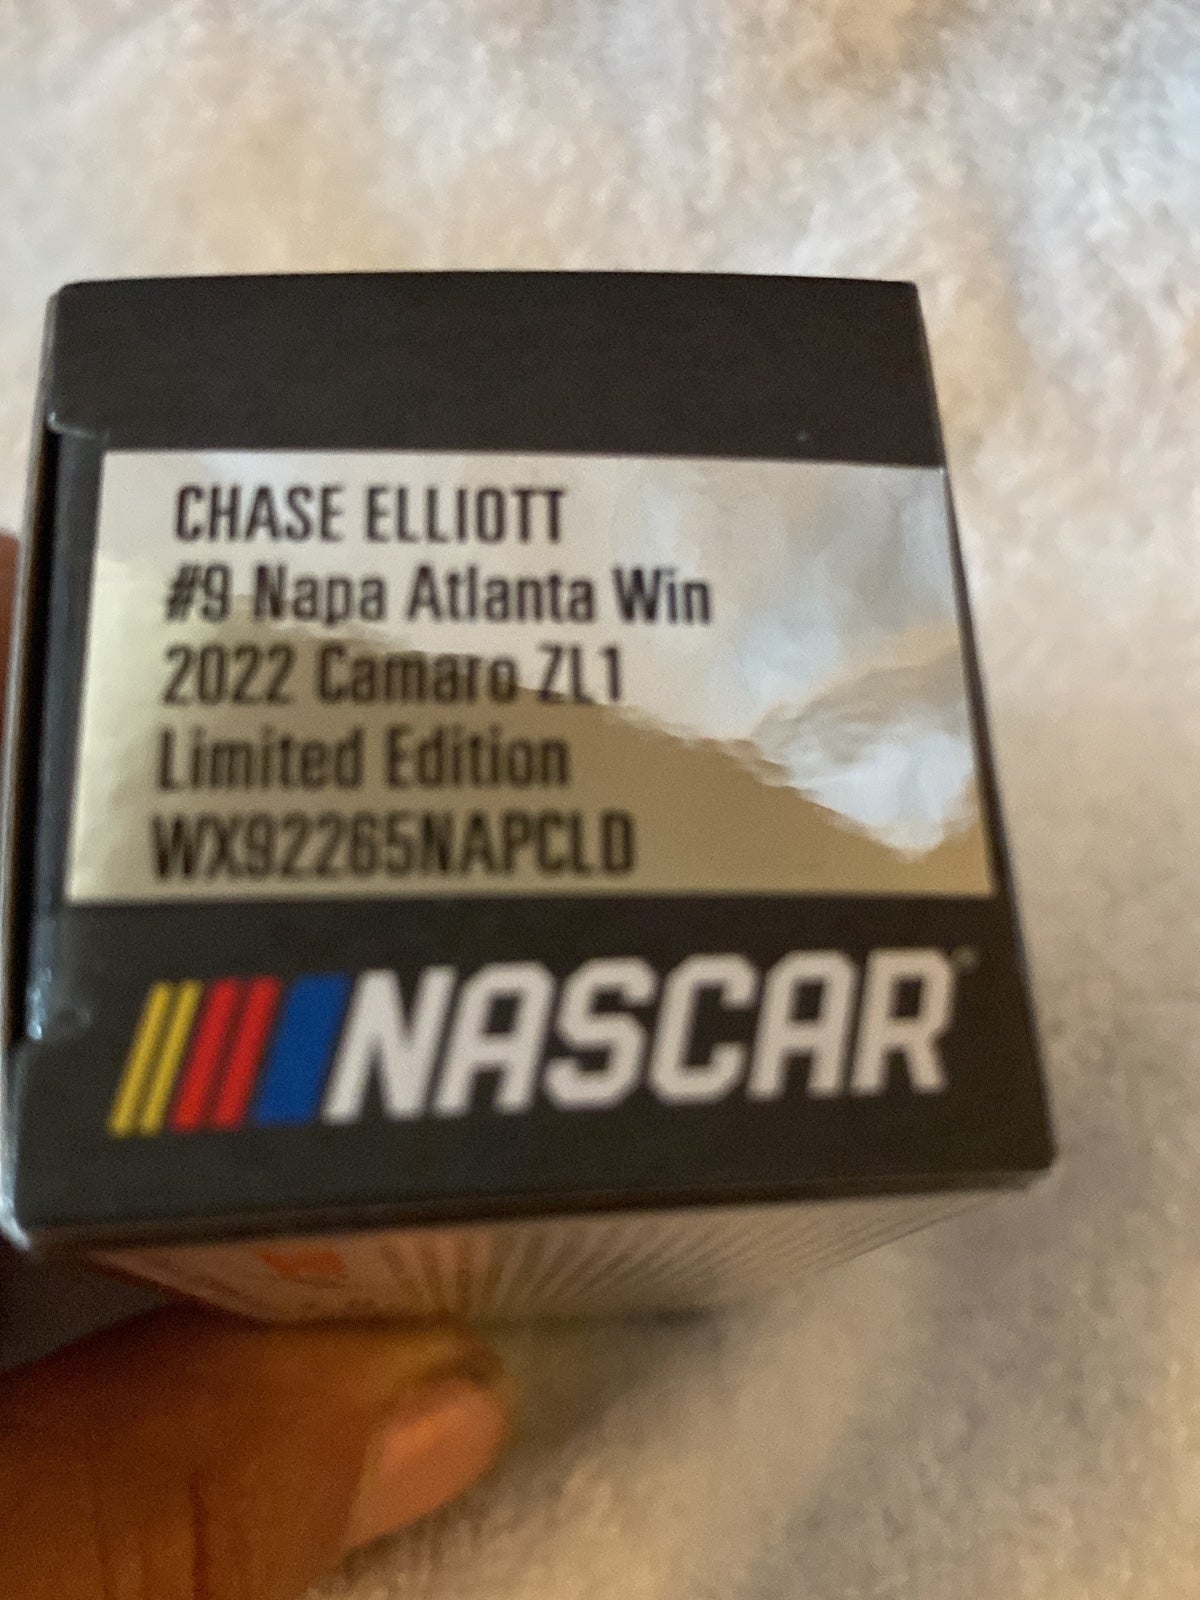 CHASE ELLIOTT
#9 Napa Atlanta Win
2022 Camaro ZL1
Limited Edition
WX92265NAPCLD
NASCAR